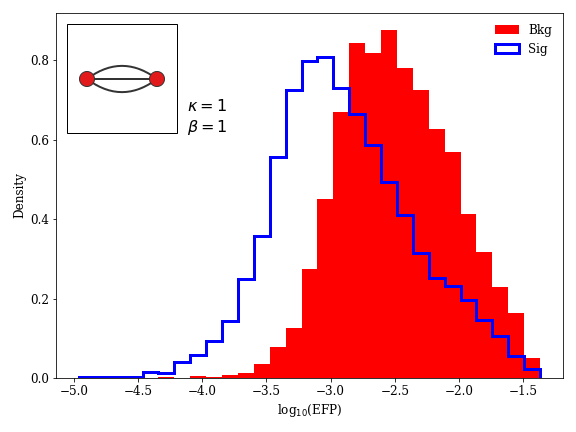 Bkg
Sig
κ = 1
β = 1
Density
0.8
0.6
0.4
0.2
0.0
−5.0 −4.5 −4.0 −3.5 −3.0 −2.5 −2.0 −1.5
log₁₀(EFP)